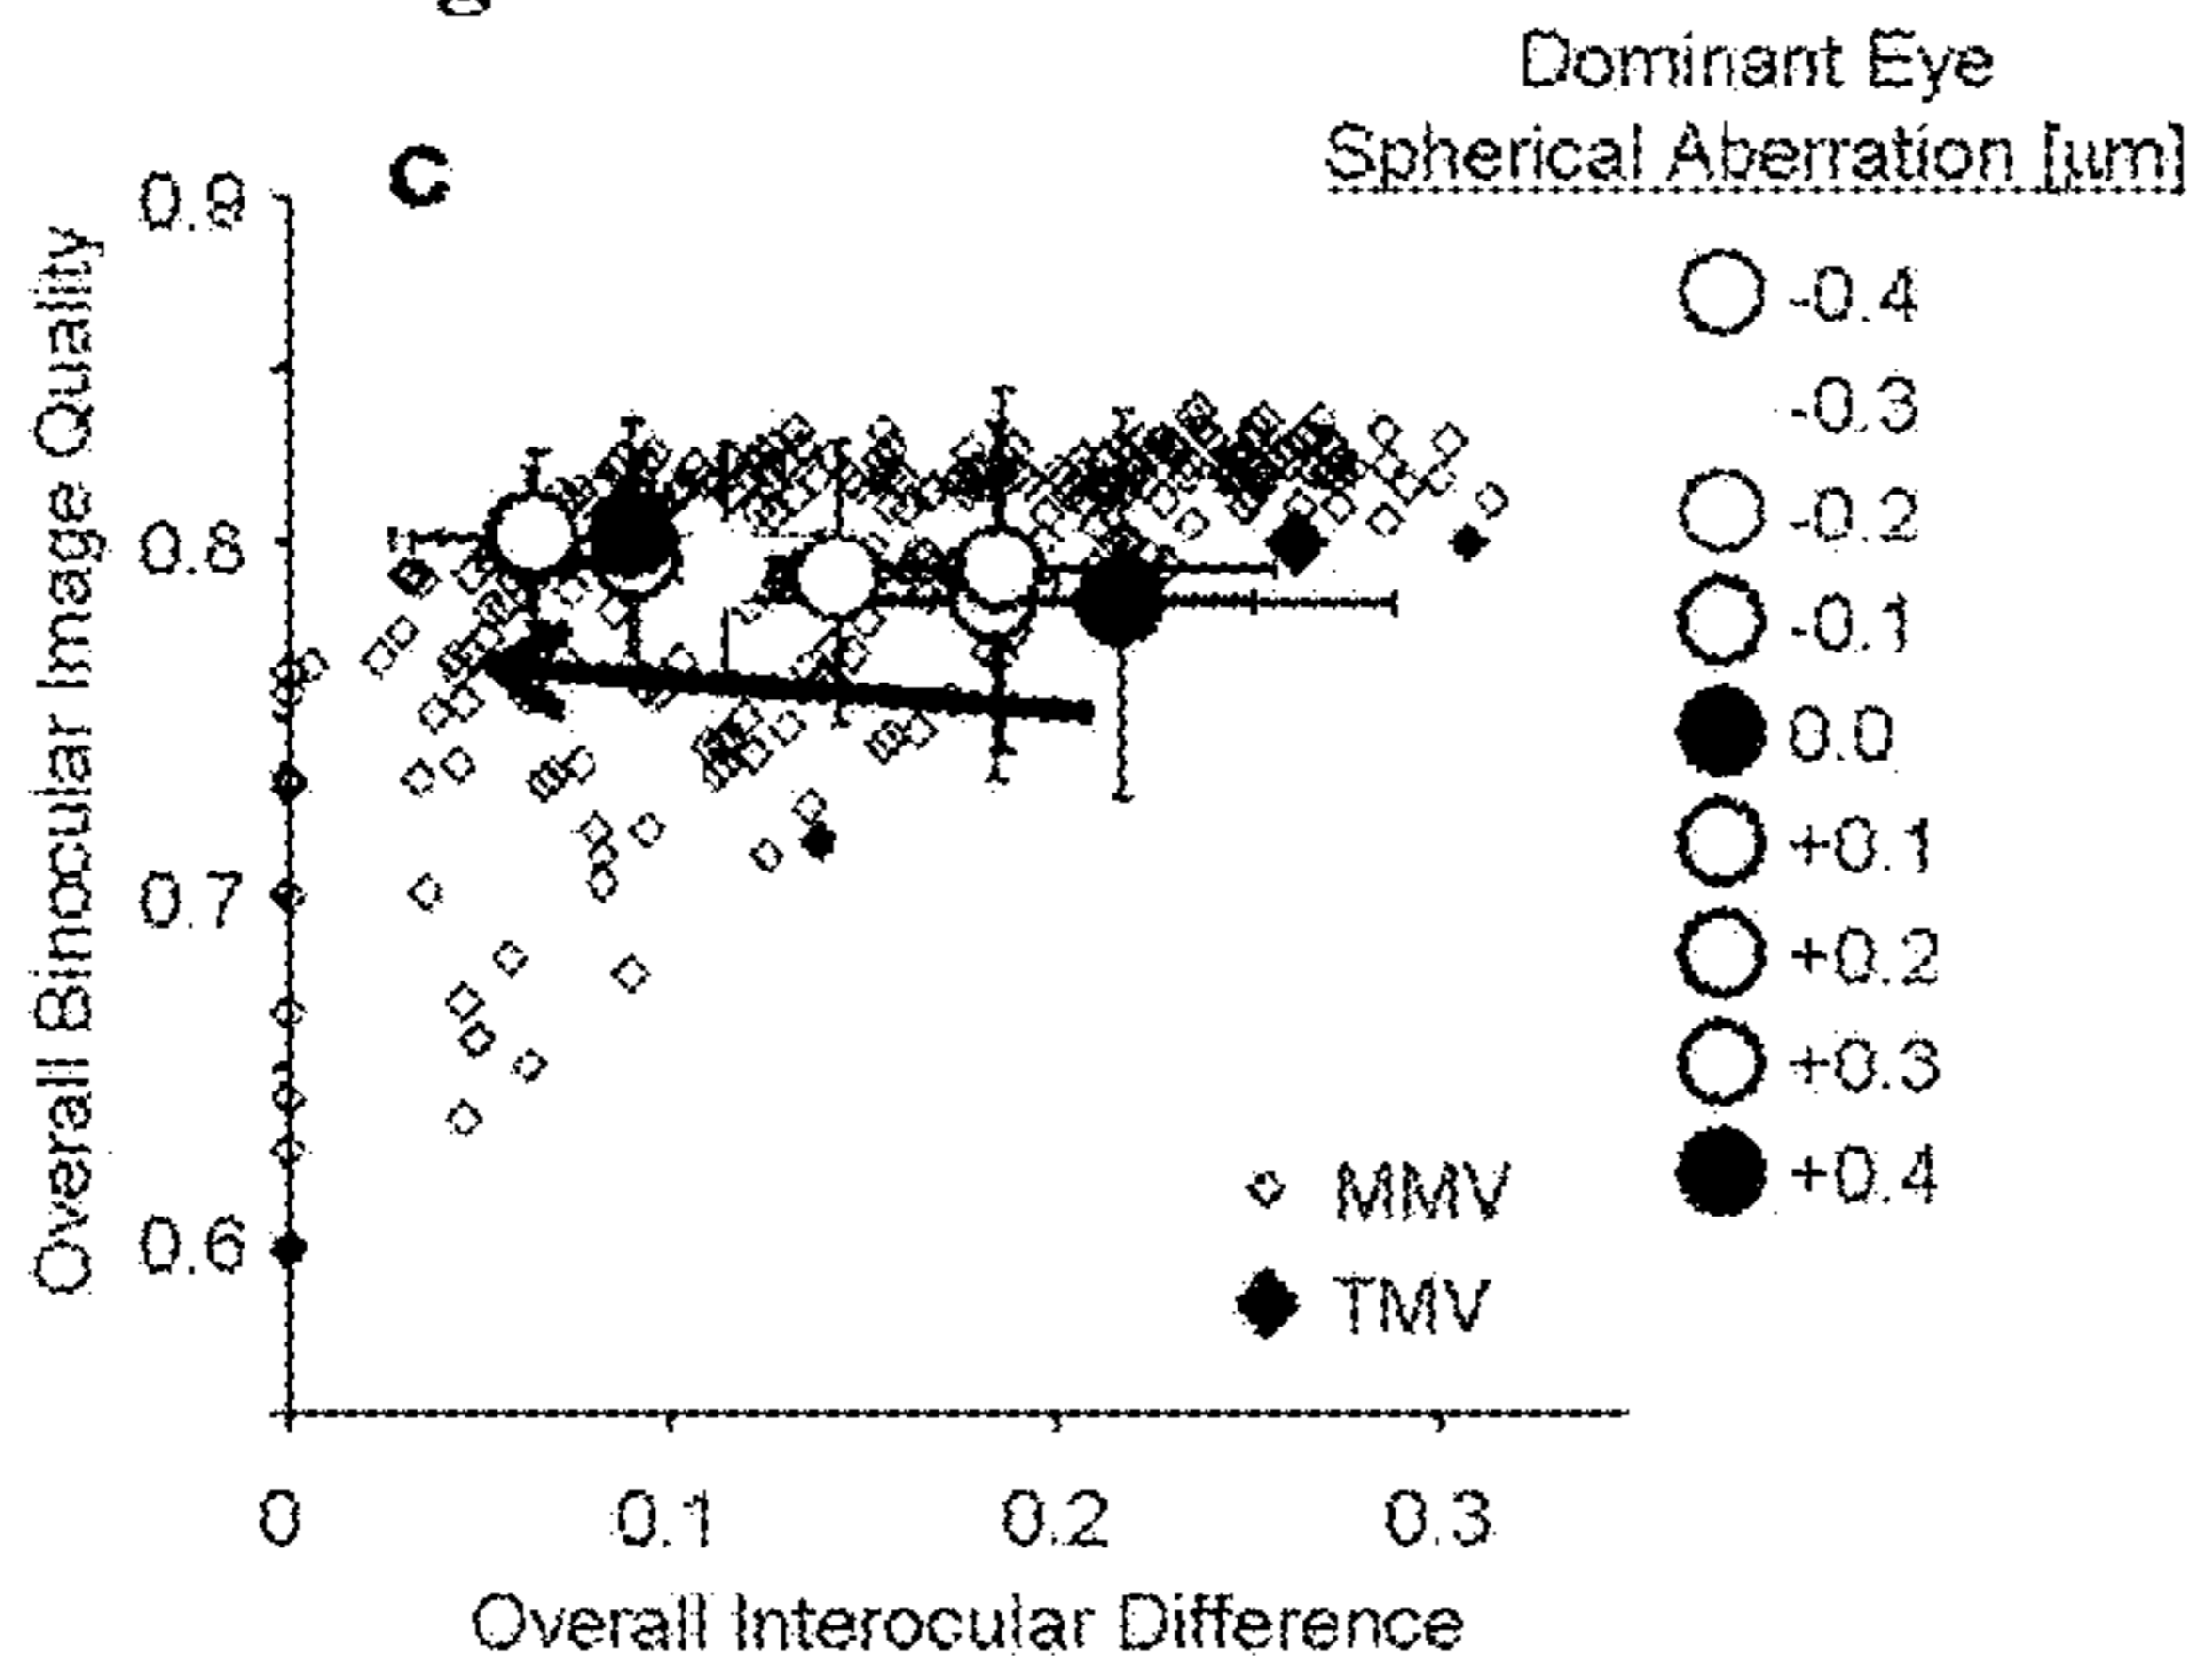 Dominant Eye
Spherical Aberration [µm]
c
0.9
0.8
0.7
0.6
Overall Binocular Image Quality
-0.4
-0.3
-0.2
-0.1
0.0
+0.1
+0.2
+0.3
+0.4
MMV
TMV
0 0.1 0.2 0.3
Overall Interocular Difference